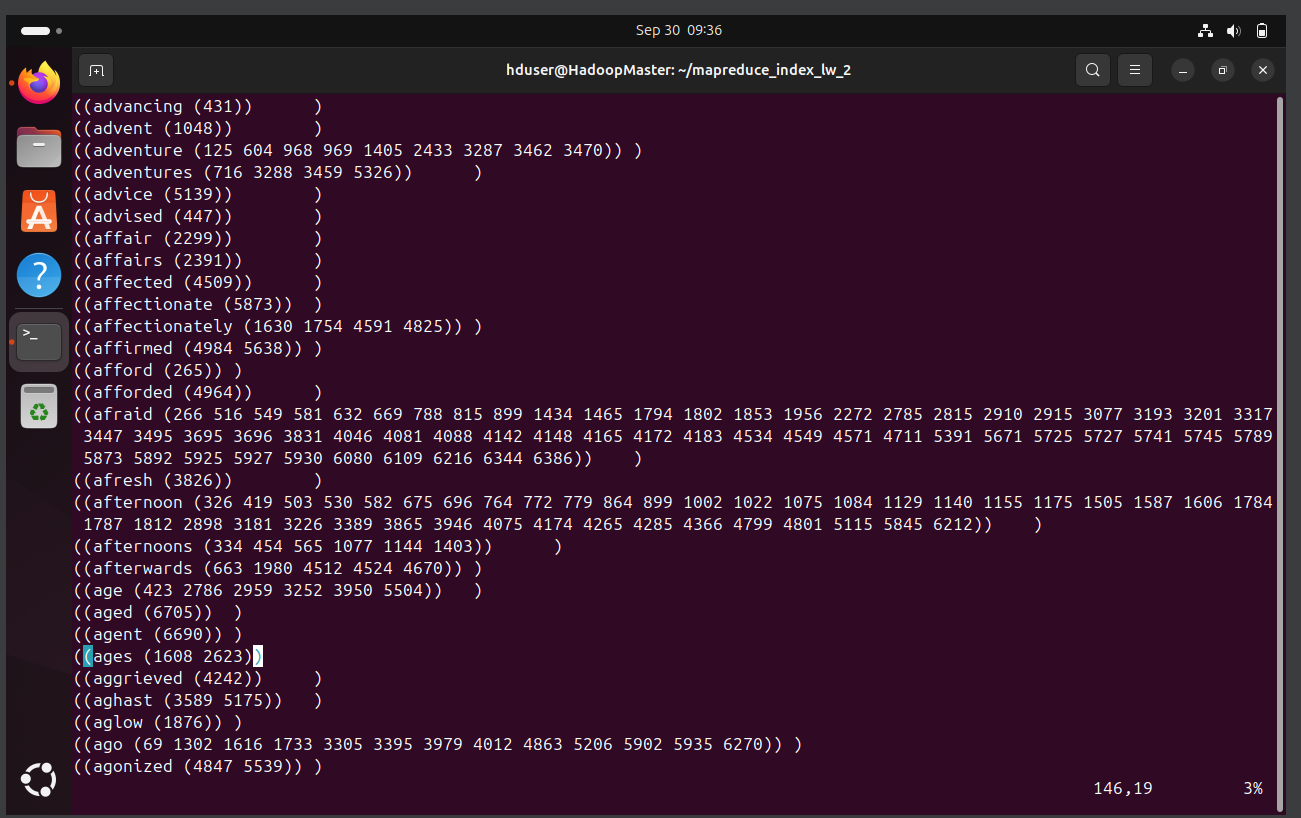 Sep 30 09:36
hduser@HadoopMaster: ~/mapreduce_index_lw_2
((advancing (431)) )
((advent (1048)) )
((adventure (125 604 968 969 1405 2433 3287 3462 3470)) )
((adventures (716 3288 3459 5326)) )
((advice (5139)) )
((advised (447)) )
((affair (2299)) )
((affairs (2391)) )
((affected (4509)) )
((affectionate (5873)) )
((affectionately (1630 1754 4591 4825)) )
((affirmed (4984 5638)) )
((afford (265)) )
((afforded (4964)) )
((afraid (266 516 549 581 632 669 788 815 899 1434 1465 1794 1802 1853 1956 2272 2785 2815 2910 2915 3077 3193 3201 3317
3447 3495 3695 3696 3831 4046 4081 4088 4142 4148 4165 4172 4183 4534 4549 4571 4711 5391 5671 5725 5727 5741 5745 5789
5873 5892 5925 5927 5930 6080 6109 6216 6344 6386)) )
((afresh (3826)) )
((afternoon (326 419 503 530 582 675 696 764 772 779 864 899 1002 1022 1075 1084 1129 1140 1155 1175 1505 1587 1606 1784
1787 1812 2898 3181 3226 3389 3865 3946 4075 4174 4265 4285 4366 4799 4801 5115 5845 6212)) )
((afternoons (334 454 565 1077 1144 1403)) )
((afterwards (663 1980 4512 4524 4670)) )
((age (423 2786 2959 3252 3950 5504)) )
((aged (6705)) )
((agent (6690)) )
((ages (1608 2623))
((aggrieved (4242)) )
((aghast (3589 5175)) )
((aglow (1876)) )
((ago (69 1302 1616 1733 3305 3395 3979 4012 4863 5206 5902 5935 6270)) )
((agonized (4847 5539)) )
146,19 3%